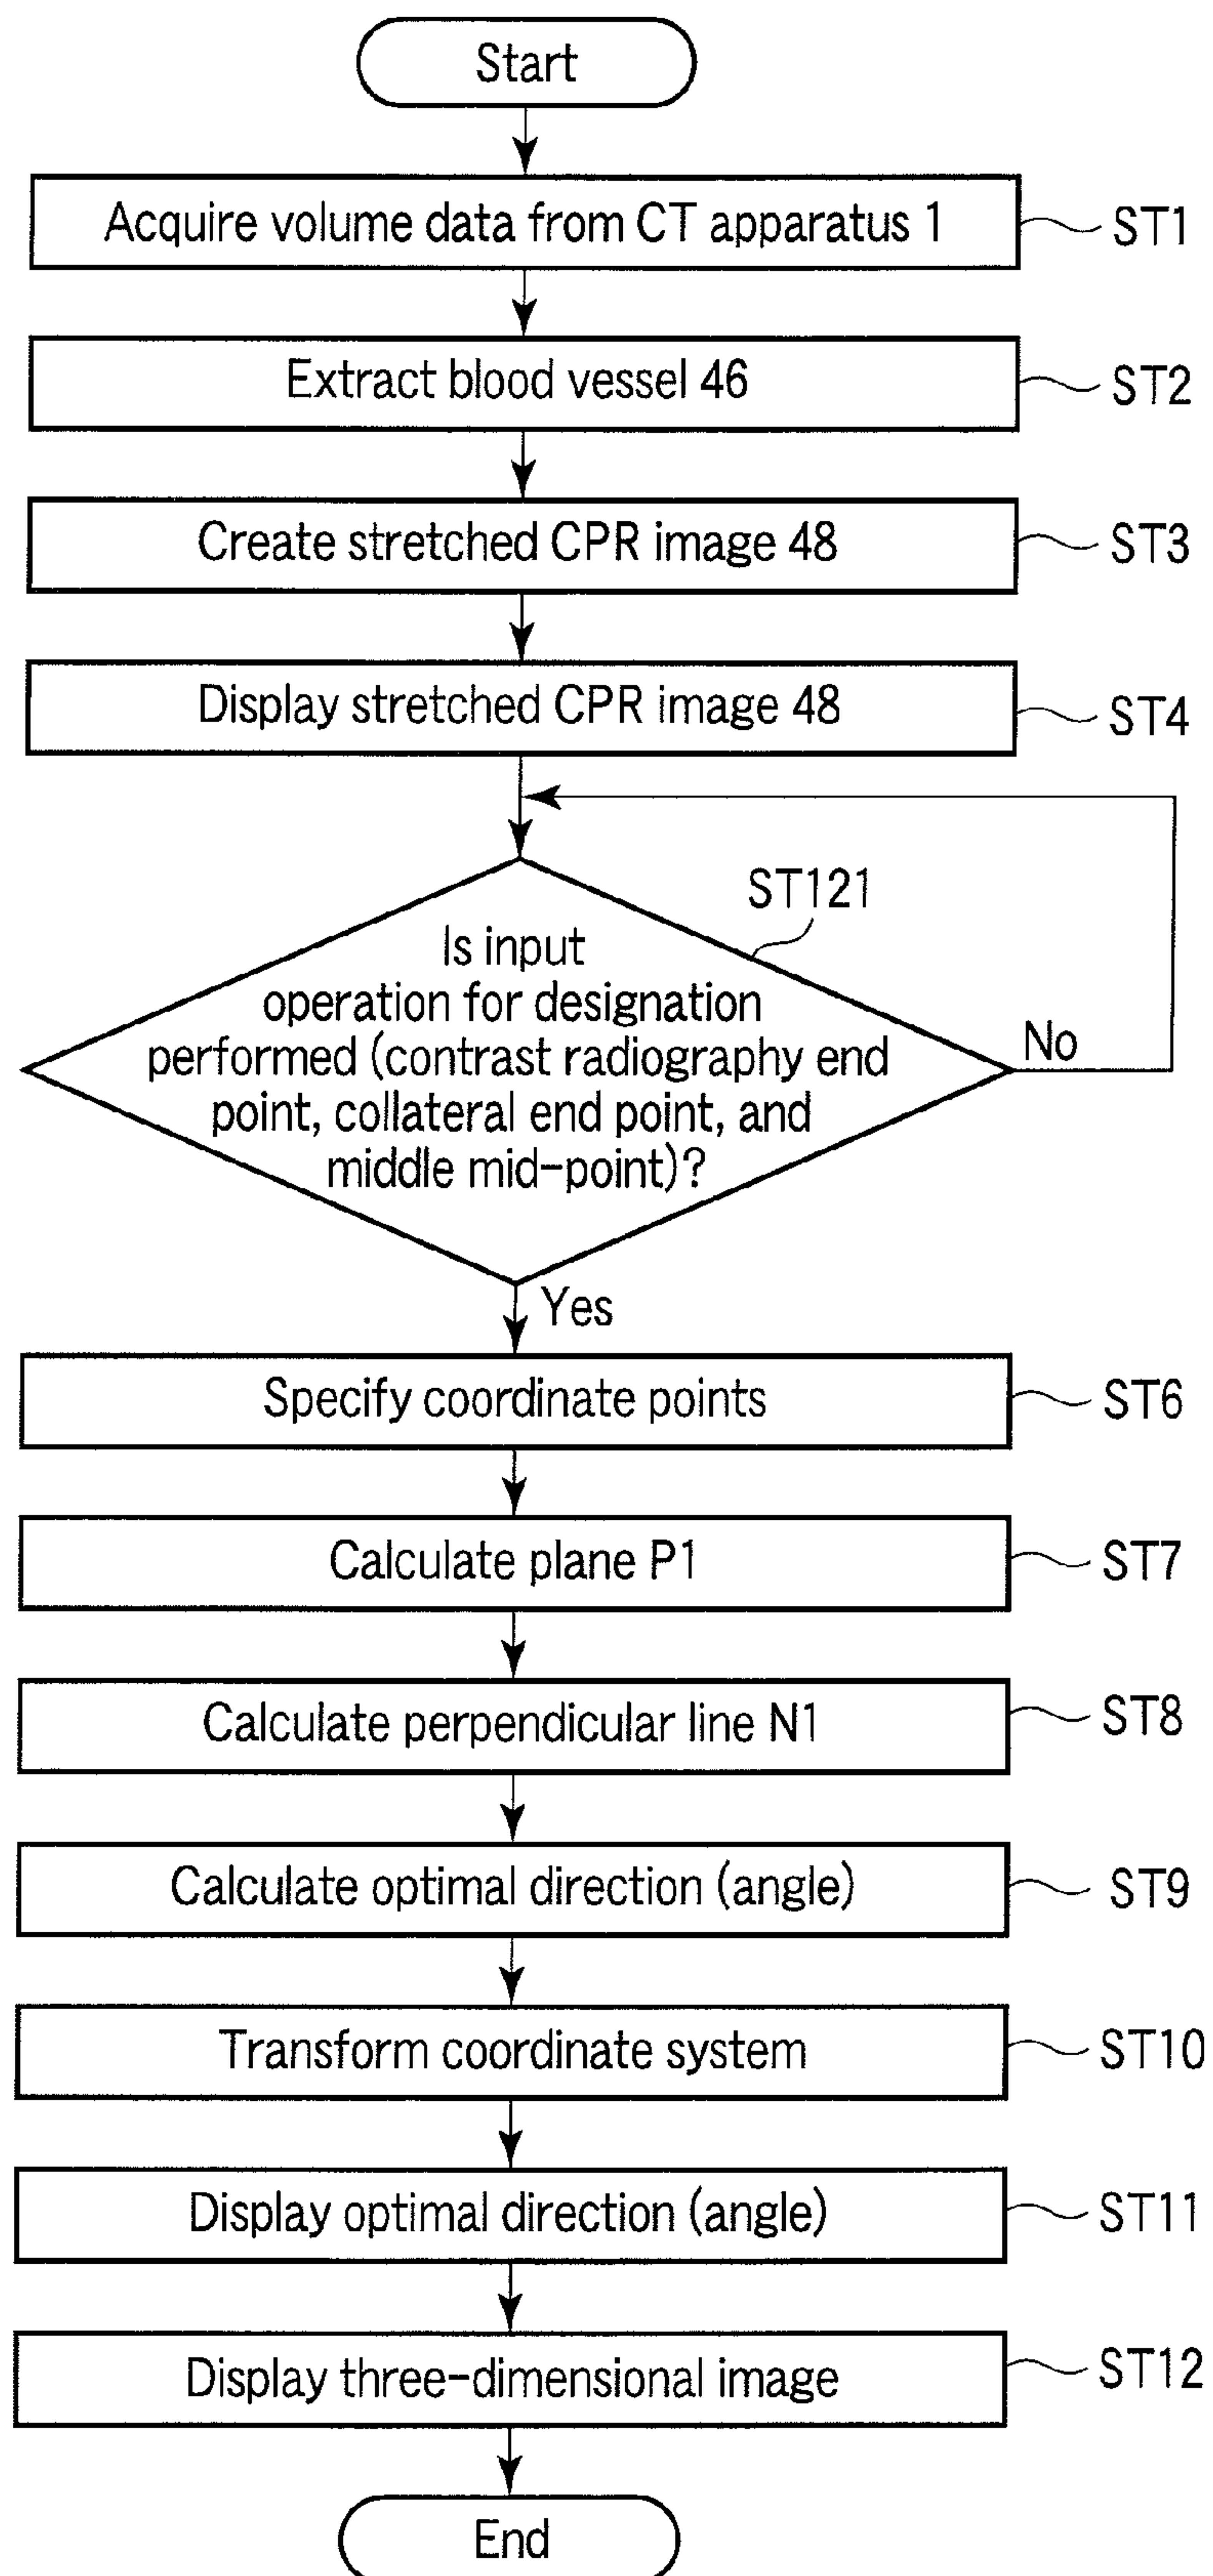 Start
Acquire volume data from CT apparatus 1
ST1
Extract blood vessel 46
ST2
Create stretched CPR image 48
ST3
Display stretched CPR image 48
ST4
ST121
Is input
operation for designation
performed (contrast radiography end
point, collateral end point, and
middle mid-point)?
No
Yes
Specify coordinate points
ST6
Calculate plane P1
ST7
Calculate perpendicular line N1
ST8
Calculate optimal direction (angle)
ST9
Transform coordinate system
ST10
Display optimal direction (angle)
ST11
Display three-dimensional image
ST12
End